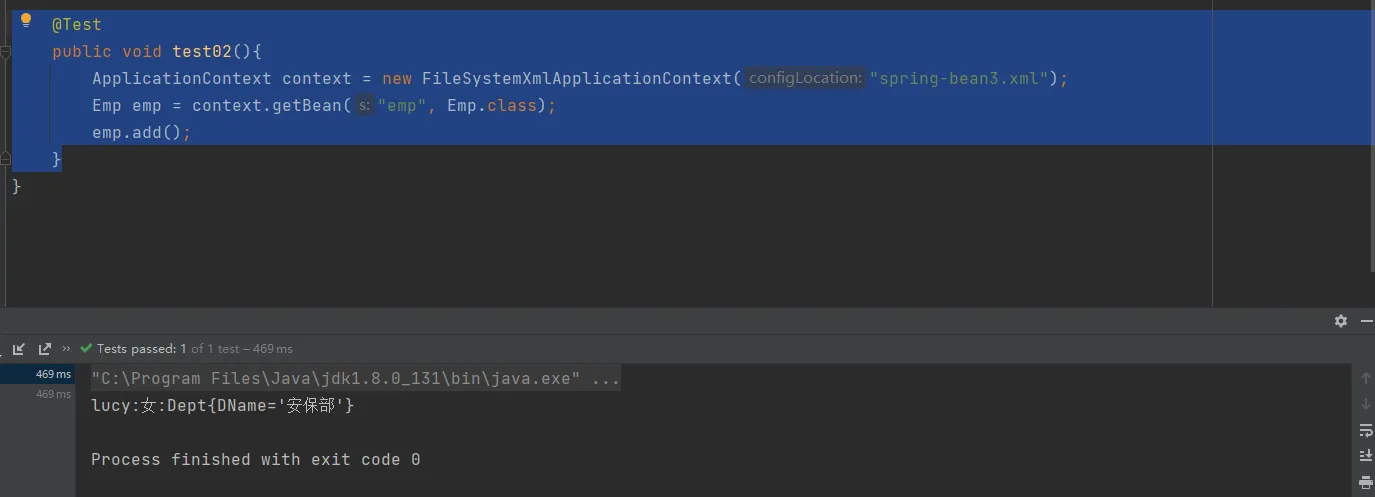 @Test
public void test02(){
ApplicationContext context = new FileSystemXmlApplicationContext( configLocation: "spring-bean3.xml");
Emp emp = context.getBean( s: "emp", Emp.class);
emp.add();
}
}
Tests passed: 1 of 1 test – 469 ms
469 ms
469 ms
"C:\Program Files\Java\jdk1.8.0_131\bin\java.exe" ...
lucy:女:Dept{DName='安保部'}
Process finished with exit code 0